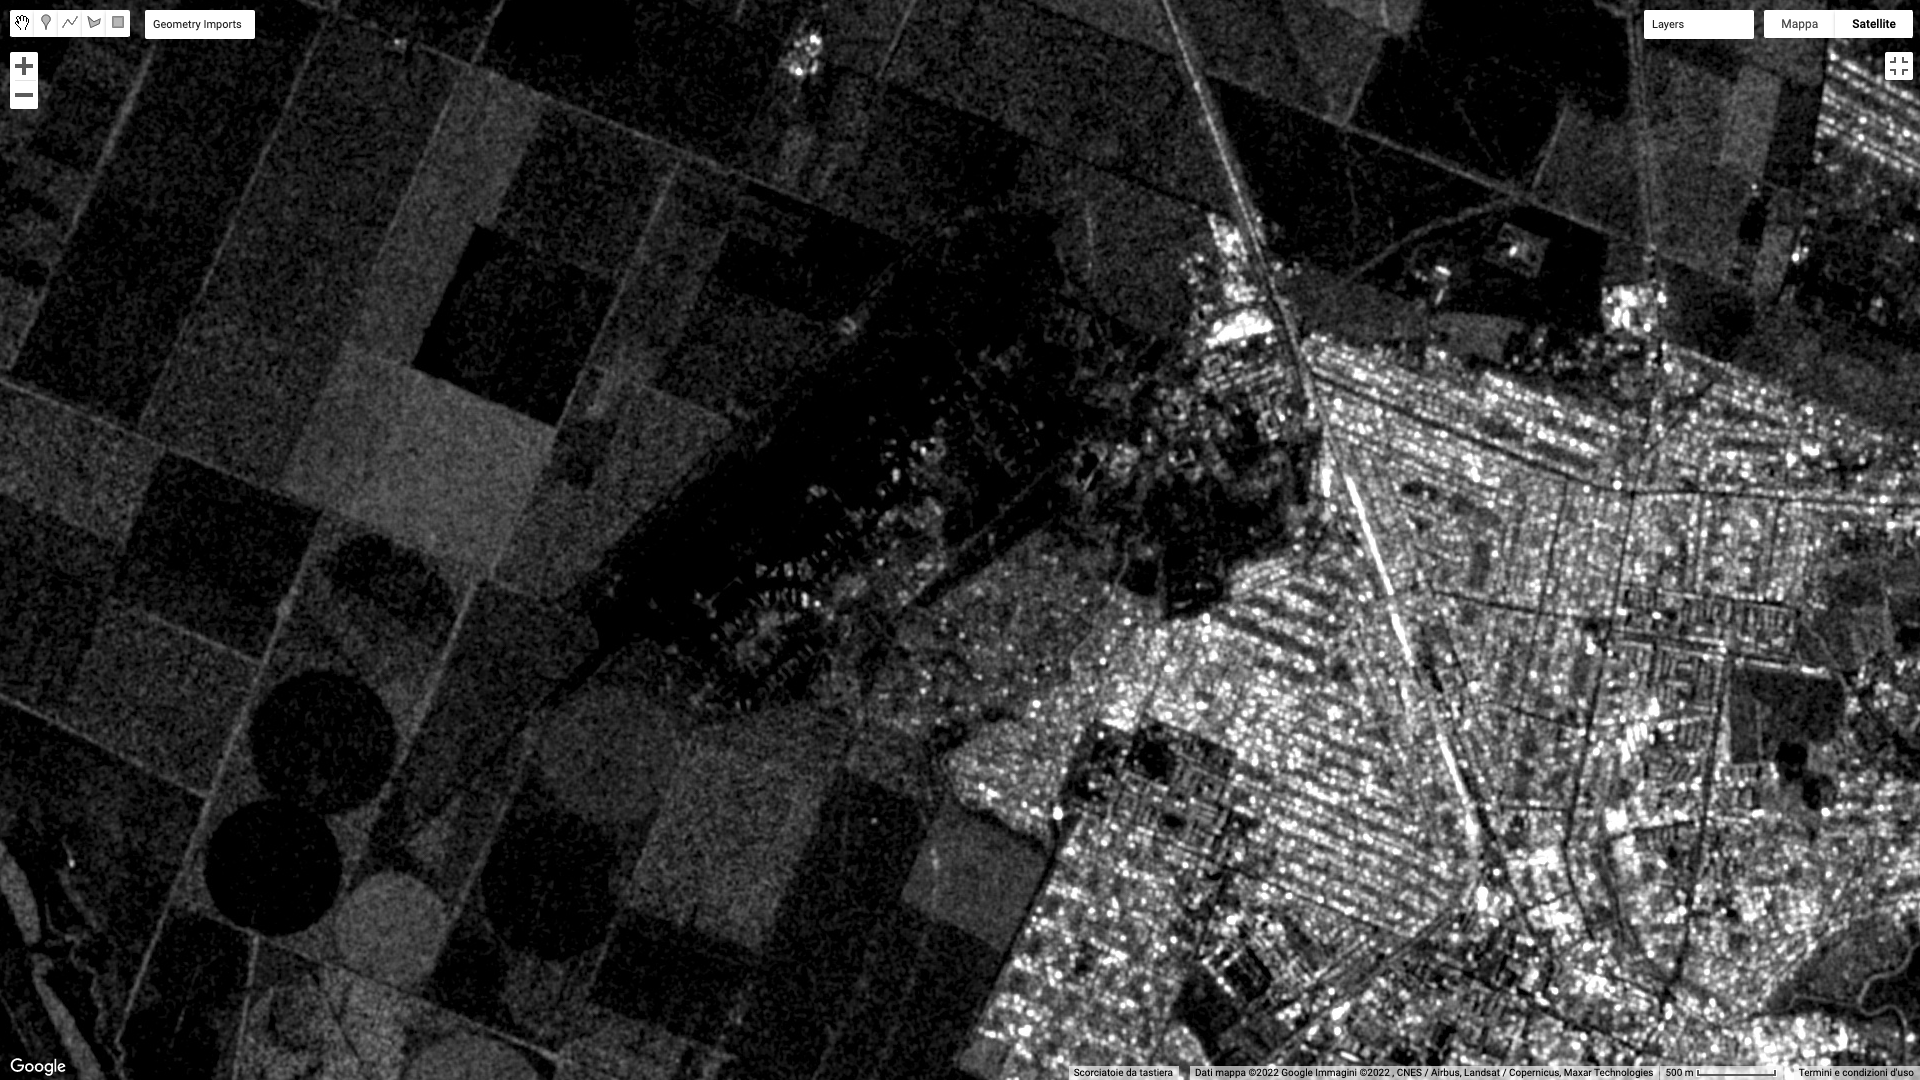 Geometry Imports
Layers
Mappa
Satellite
Google
Scorciatoie da tastiera
Dati mappa ©2022 Google Immagini ©2022 , CNES / Airbus, Landsat / Copernicus, Maxar Technologies
500 m
Termini e condizioni d'uso